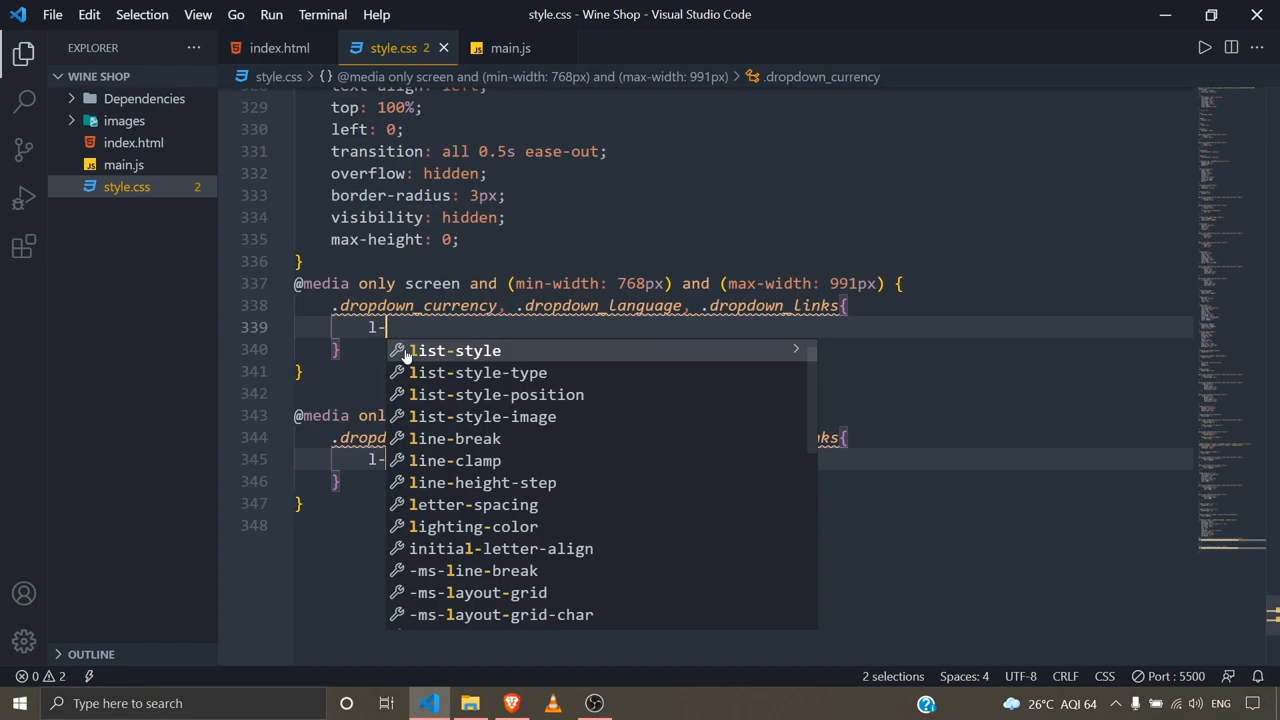 File Edit Selection View Go Run Terminal Help style.css - Wine Shop - Visual Studio Code
EXPLORER ··· index.html style.css 2 main.js
WINE SHOP
style.css > {} @media only screen and (min-width: 768px) and (max-width: 991px) > .dropdown_currency
Dependencies
images
index.html
main.js
style.css 2
329 top: 100%;
330 left: 0;
331 transition: all 0.5s ease-out;
332 overflow: hidden;
333 border-radius: 3px;
334 visibility: hidden;
335 max-height: 0;
336 }
337 @media only screen and (min-width: 768px) and (max-width: 991px) {
338 .dropdown_currency, .dropdown_language, .dropdown_links{
339 l-
340 }
341 }
342
343 @media onl
344 .dropd ks{
345 l-
346 }
347 }
348
list-style
list-style-type
list-style-position
list-style-image
line-break
line-clamp
line-height-step
letter-spacing
lighting-color
initial-letter-align
-ms-line-break
-ms-layout-grid
-ms-layout-grid-char
OUTLINE
0 2 2 selections Spaces: 4 UTF-8 CRLF CSS Port : 5500
Type here to search 26°C AQI 64 ENG